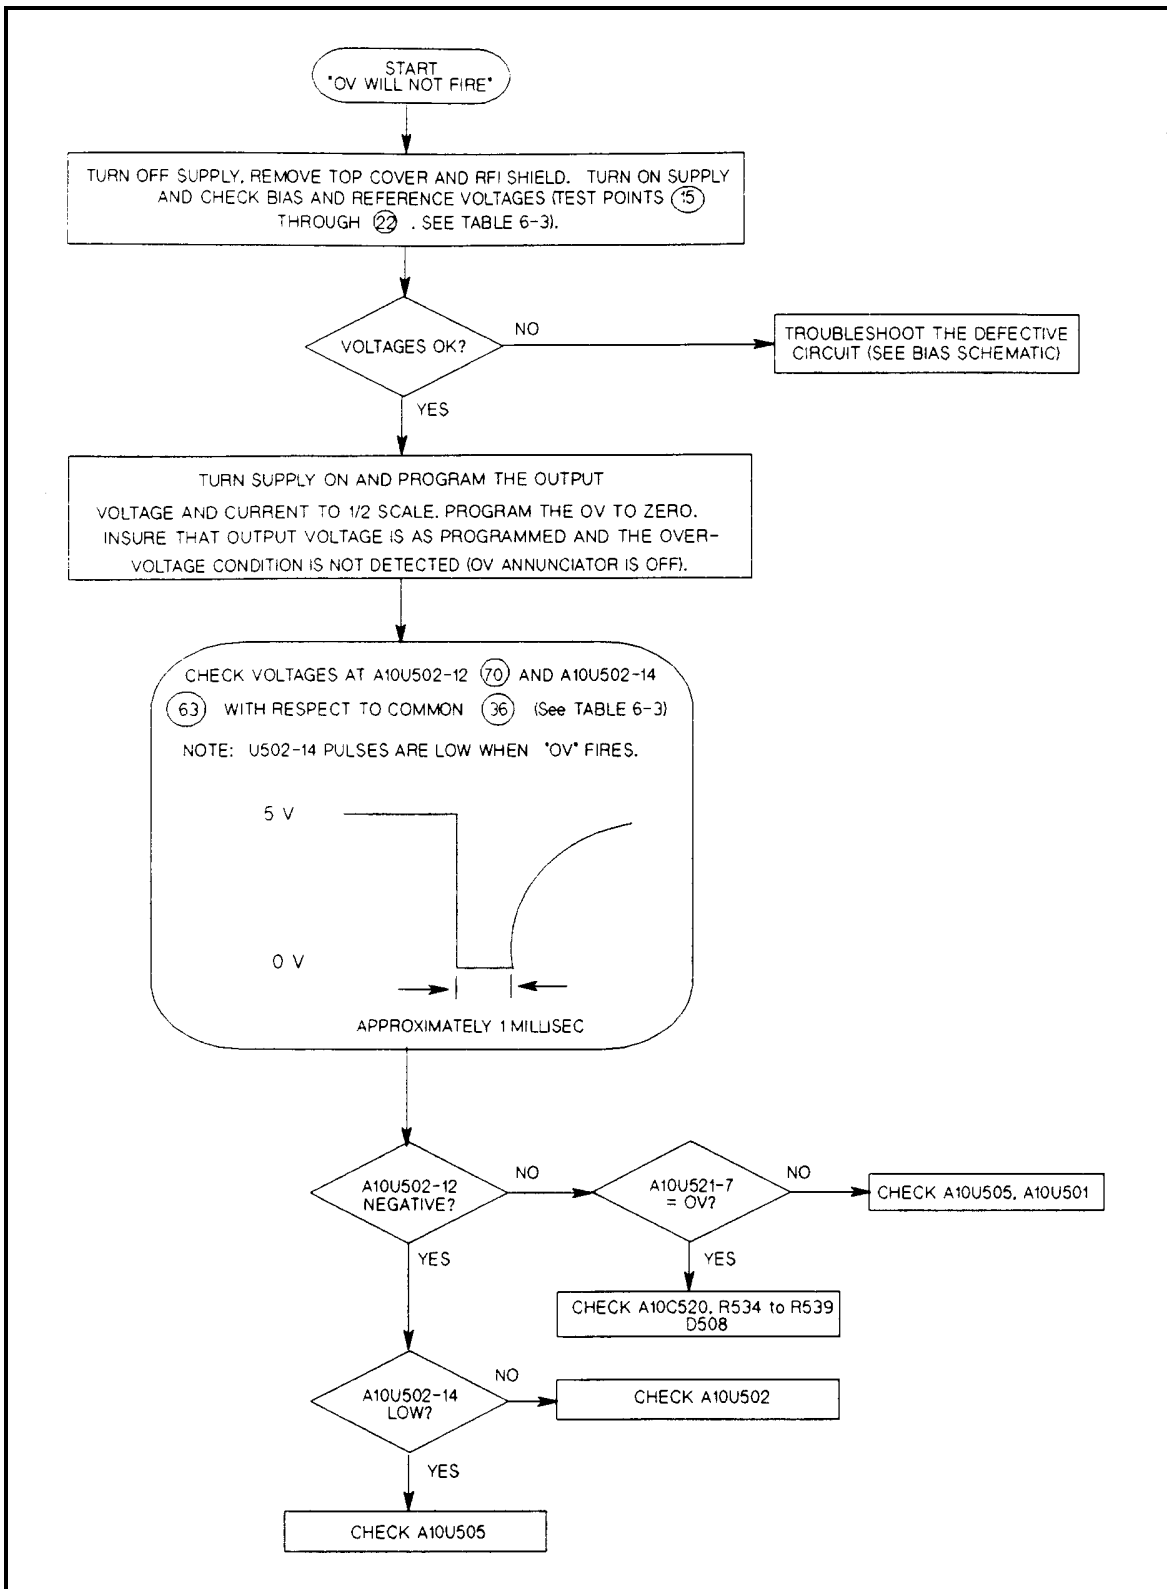 START
"OV WILL NOT FIRE"
TURN OFF SUPPLY, REMOVE TOP COVER AND RFI SHIELD. TURN ON SUPPLY
AND CHECK BIAS AND REFERENCE VOLTAGES (TEST POINTS 15
THROUGH 22 . SEE TABLE 6-3).
VOLTAGES OK?
NO
TROUBLESHOOT THE DEFECTIVE
CIRCUIT (SEE BIAS SCHEMATIC)
YES
TURN SUPPLY ON AND PROGRAM THE OUTPUT
VOLTAGE AND CURRENT TO 1/2 SCALE. PROGRAM THE OV TO ZERO.
INSURE THAT OUTPUT VOLTAGE IS AS PROGRAMMED AND THE OVER-
VOLTAGE CONDITION IS NOT DETECTED (OV ANNUNCIATOR IS OFF).
CHECK VOLTAGES AT A10U502-12 70 AND A10U502-14
63 WITH RESPECT TO COMMON 36 (See TABLE 6-3)
NOTE: U502-14 PULSES ARE LOW WHEN "OV" FIRES.
5 V
0 V
APPROXIMATELY 1 MILLISEC
A10U502-12
NEGATIVE?
NO
A10U521-7
= OV?
NO
CHECK A10U505, A10U501
YES
YES
CHECK A10C520, R534 to R539
D508
A10U502-14
LOW?
NO
CHECK A10U502
YES
CHECK A10U505